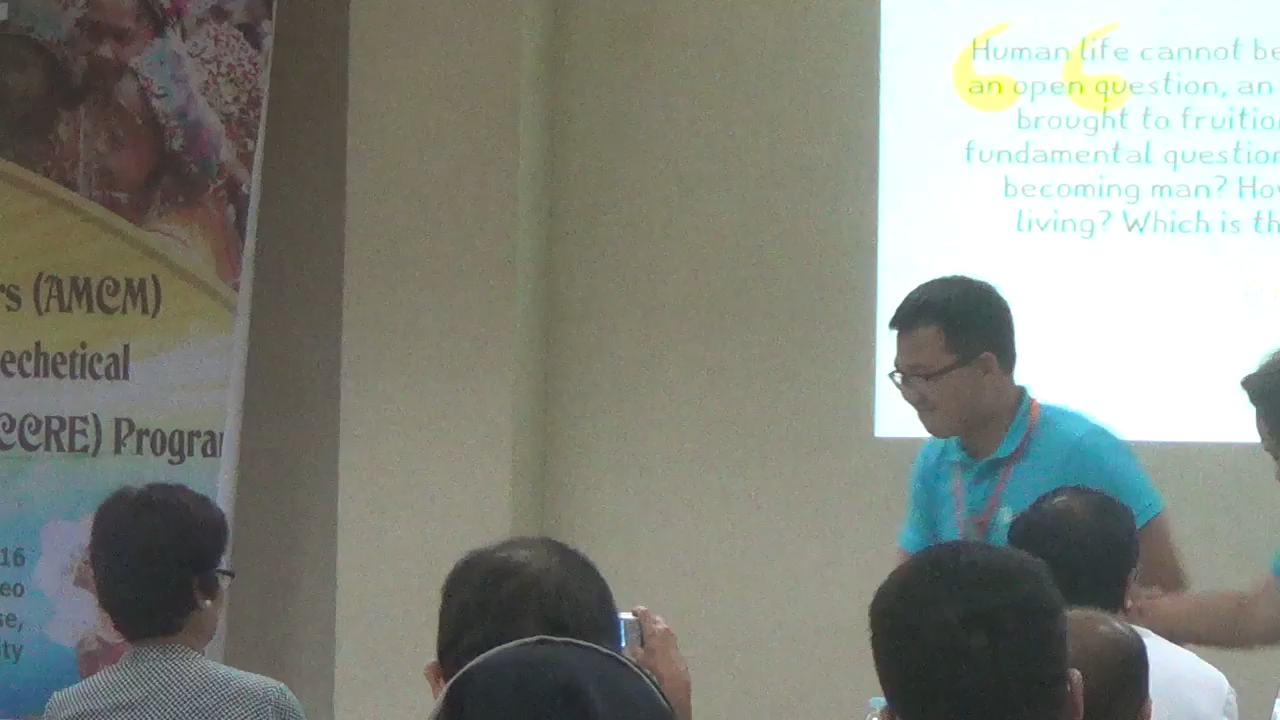 rs (AMCM)
echetical
CCRE) Progra
16
eo
se,
ty
“
Human life cannot be
an open question, an
brought to fruition
fundamental question
becoming man? How
living? Which is th